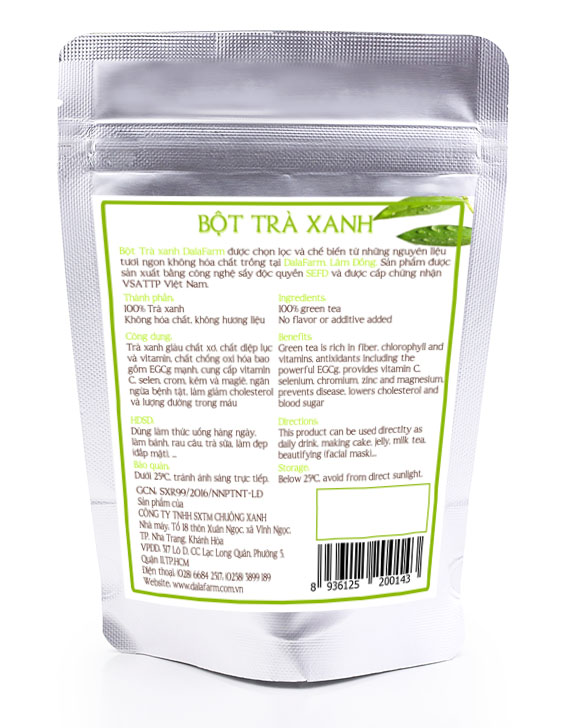 BỘT TRÀ XANH
Bột Trà xanh DalaFarm được chọn lọc và chế biến từ những nguyên liệu
tươi ngon không hóa chất trồng tại DalaFarm, Lâm Đồng. Sản phẩm được
sản xuất bằng công nghệ sấy độc quyền SEFD và được cấp chứng nhận
VSATTP Việt Nam.
Thành phần:
100% Trà xanh
Không hóa chất, không hương liệu
Ingredients:
100% green tea
No flavor or additive added
Công dụng:
Trà xanh giàu chất xơ, chất diệp lục
và vitamin, chất chống oxi hóa bao
gồm EGCg mạnh, cung cấp vitamin
C, selen, crom, kẽm và magiê, ngăn
ngừa bệnh tật, làm giảm cholesterol
và lượng đường trong máu
Benefits:
Green tea is rich in fiber, chlorophyll and
vitamins, antixidants including the
powerful EGCg, provides vitamin C,
selenium, chromium, zinc and magnesium,
prevents disease, lowers cholesterol and
blood sugar
HDSD:
Dùng làm thức uống hàng ngày,
làm bánh, rau câu, trà sữa, làm đẹp
(đắp mặt), ...
Directions:
This product can be used directity as
daily drink, making cake, jelly, milk tea,
beautifying (facial mask)...
Bảo quản:
Dưới 25ºC, tránh ánh sáng trực tiếp.
Storage:
Below 25ºC, avoid from direct sunlight.
GCN: SXR99/2016/NNPTNT-LĐ
Sản phẩm của
CÔNG TY TNHH SXTM CHUÔNG XANH
Nhà máy: Tổ 18 thôn Xuân Ngọc, xã Vĩnh Ngọc,
TP. Nha Trang, Khánh Hòa
VPDD: 317 Lô D, CC Lạc Long Quân, Phường 5,
Quận 11,TP.HCM
Điện thoại: (028) 6684 2517, (0258) 3899 189
Website: www.dalafarm.com.vn
8 936125 200143